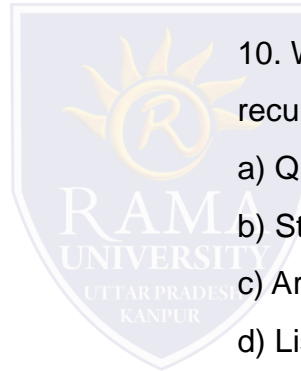 10. W
recu
a) Q
b) St
c) Ar
d) Li
RAMA
UNIVERSITY
UTTAR PRADESH
KANPUR